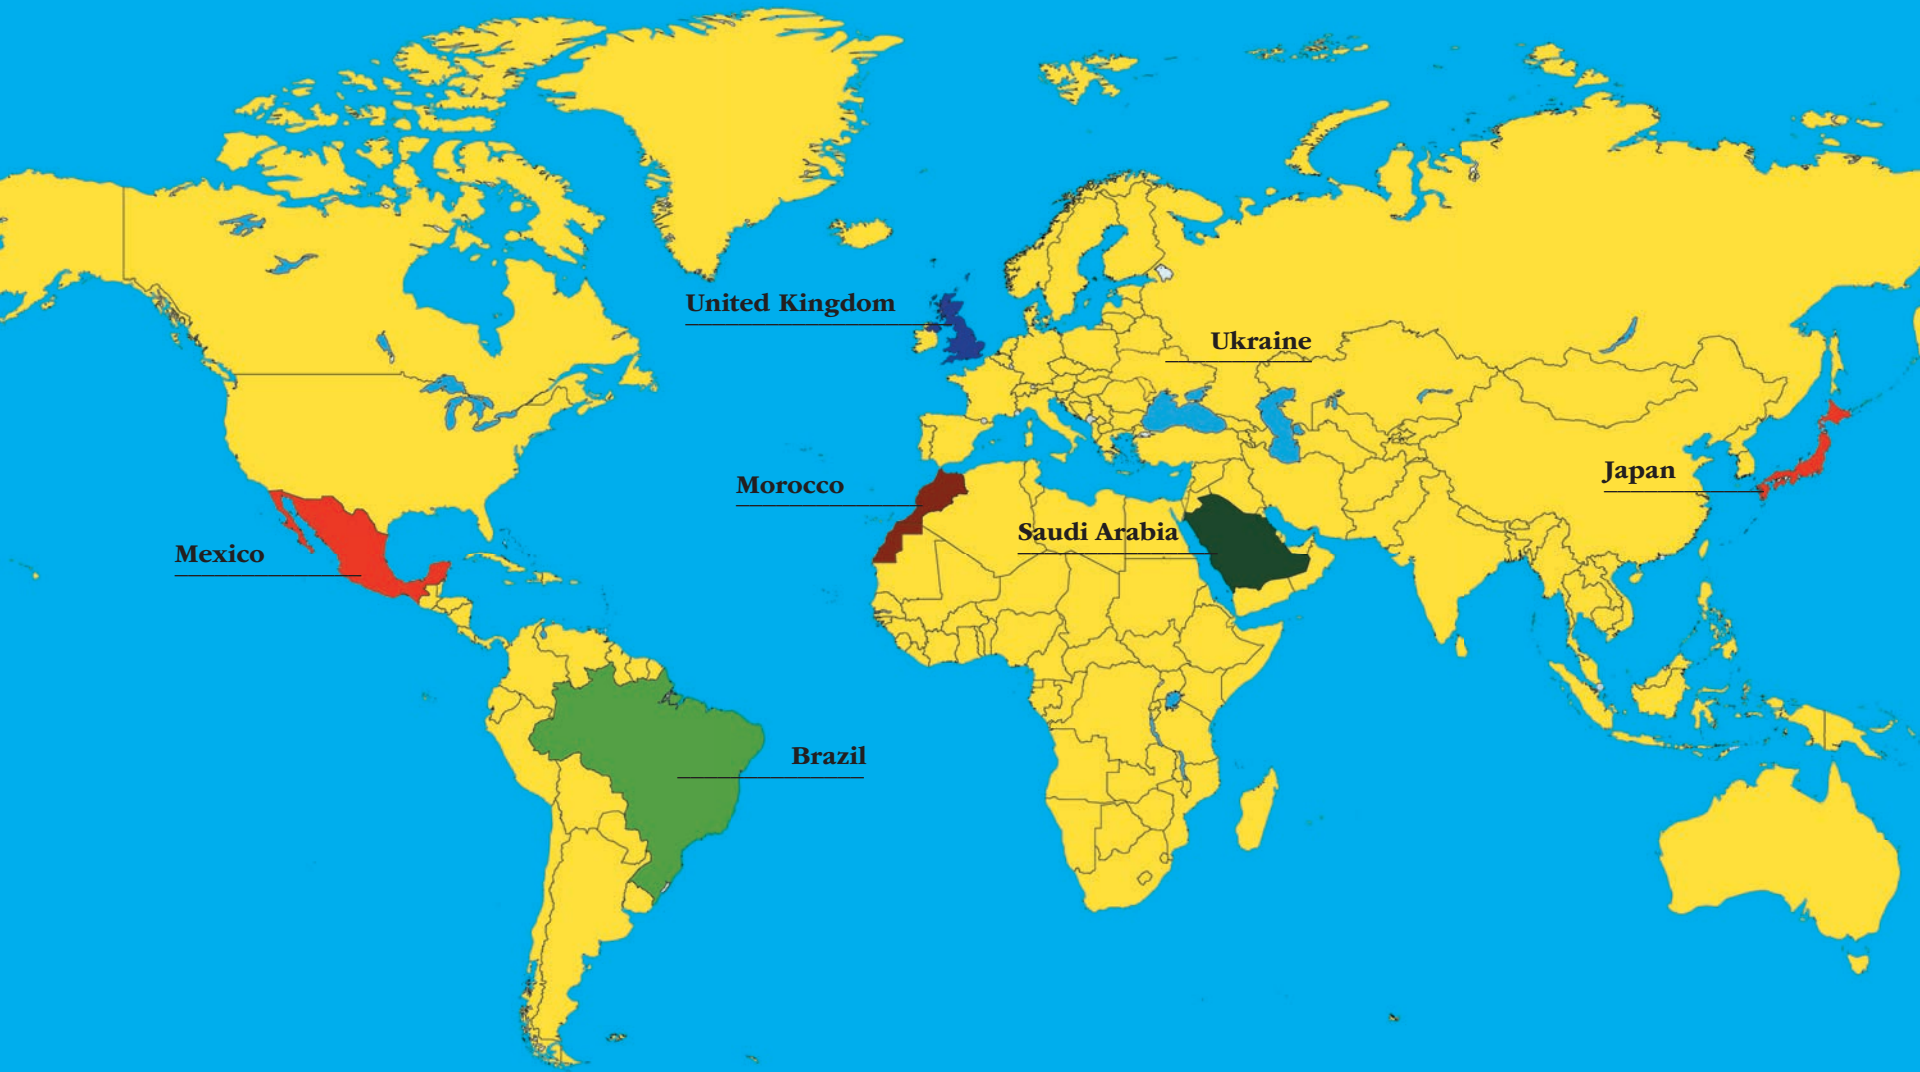 United Kingdom
Ukraine
Japan
Morocco
Saudi Arabia
Mexico
Brazil